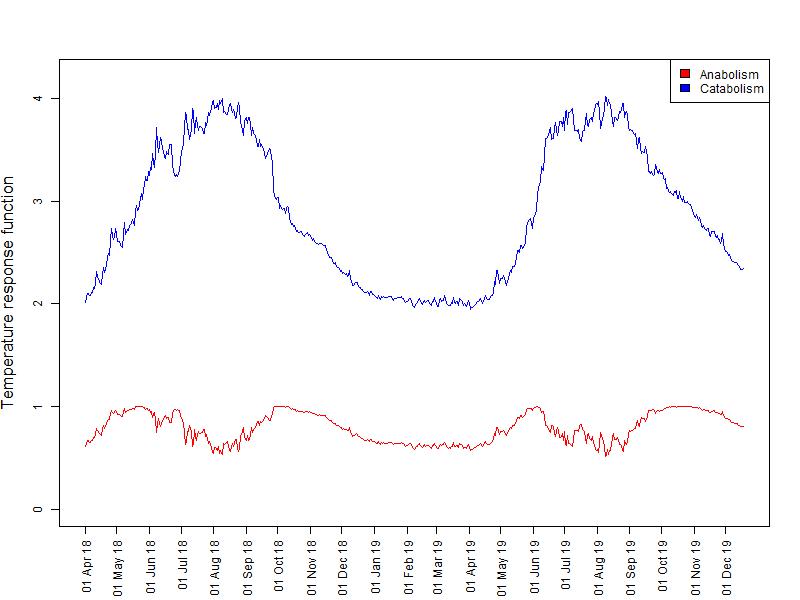 Anabolism
Catabolism
Temperature response function
4
3
2
1
0
01 Apr 18
01 May 18
01 Jun 18
01 Jul 18
01 Aug 18
01 Sep 18
01 Oct 18
01 Nov 18
01 Dec 18
01 Jan 19
01 Feb 19
01 Mar 19
01 Apr 19
01 May 19
01 Jun 19
01 Jul 19
01 Aug 19
01 Sep 19
01 Oct 19
01 Nov 19
01 Dec 19